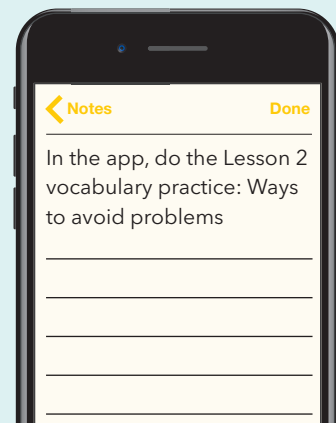 Notes Done
In the app, do the Lesson 2
vocabulary practice: Ways
to avoid problems